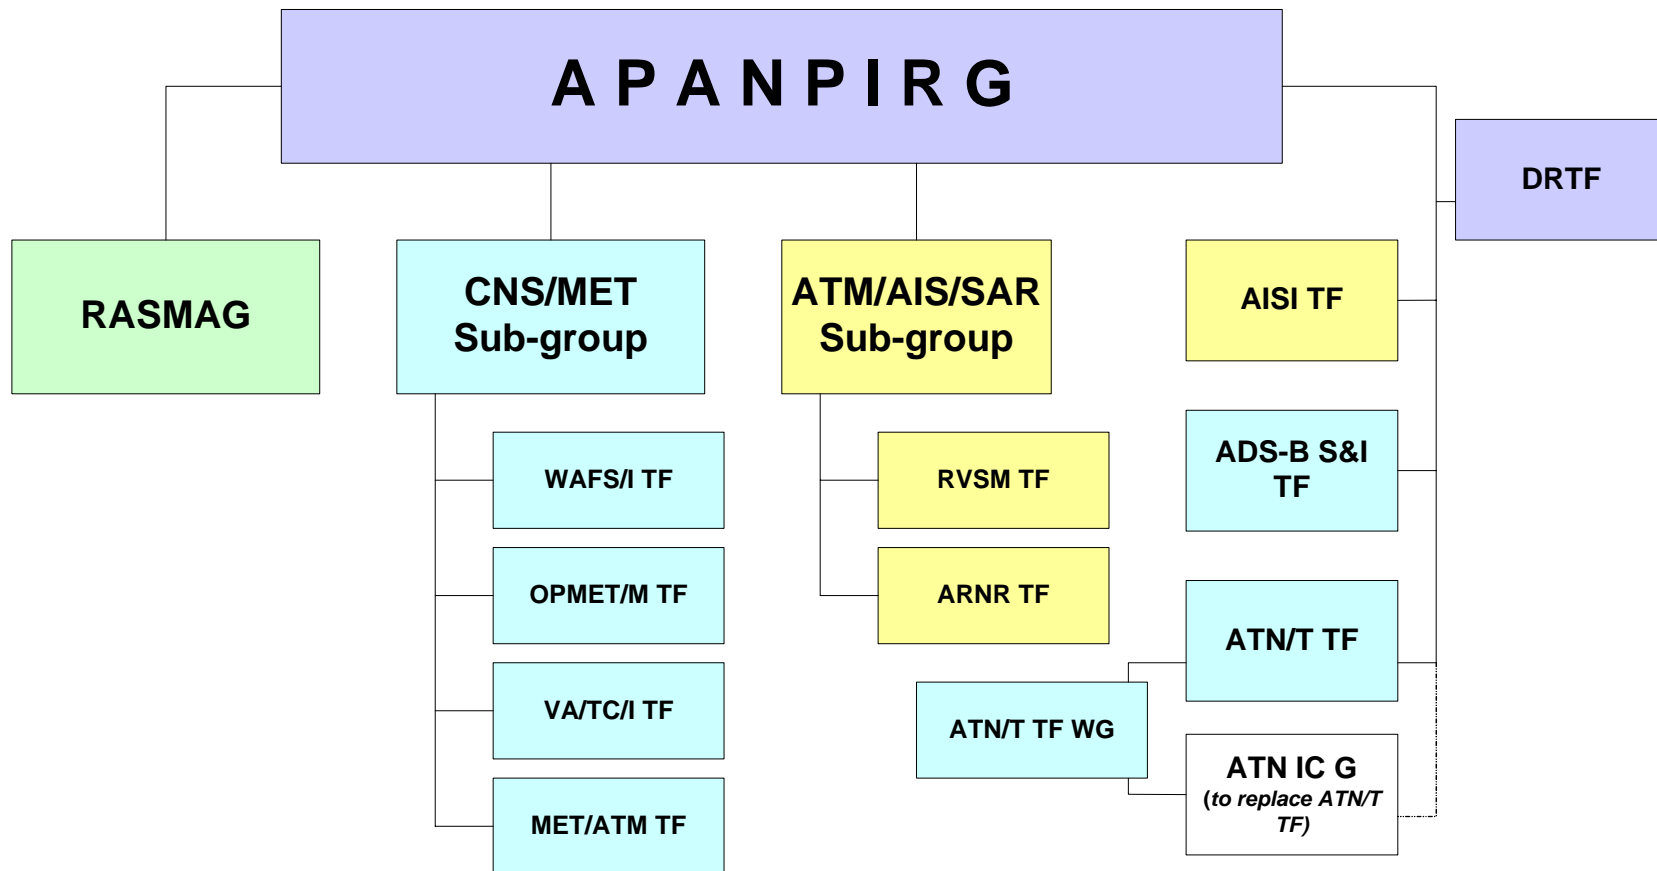 A P A N P I R G
DRTF
RASMAG
CNS/MET
Sub-group
ATM/AIS/SAR
Sub-group
AISI TF
WAFS/I TF
RVSM TF
ADS-B S&I
TF
OPMET/M TF
ARNR TF
ATN/T TF
VA/TC/I TF
ATN/T TF WG
ATN IC G
(to replace ATN/T
TF)
MET/ATM TF